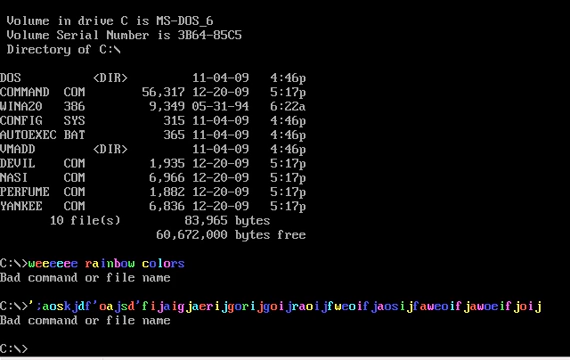 Volume in drive C is MS-DOS_6
Volume Serial Number is 3B64-85C5
Directory of C:\
DOS <DIR> 11-04-09 4:46p
COMMAND COM 56,317 12-20-09 5:17p
WINA20 386 9,349 05-31-94 6:22a
CONFIG SYS 315 11-04-09 4:46p
AUTOEXEC BAT 365 11-04-09 4:46p
VMADD <DIR> 11-04-09 4:46p
DEVIL COM 1,935 12-20-09 5:17p
NASI COM 6,966 12-20-09 5:17p
PERFUME COM 1,882 12-20-09 5:17p
YANKEE COM 6,836 12-20-09 5:17p
10 file(s) 83,965 bytes
60,672,000 bytes free
C:\>weeeeee rainbow colors
Bad command or file name
C:\>';aoskjdf'oajsd'fijaigjaerijgorijgoijraoijfweoifjaosijfaweoifjawoeifjoij
Bad command or file name
C:\>